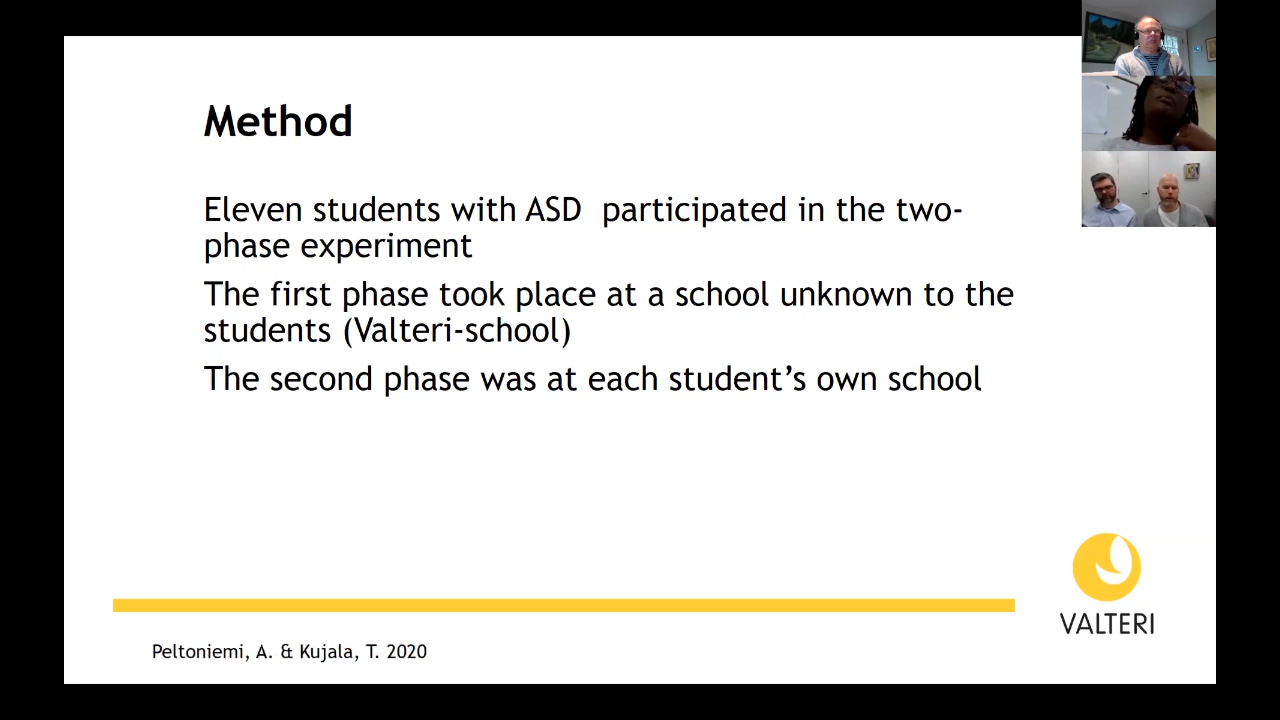 Method
Eleven students with ASD  participated in the two-
phase experiment
The first phase took place at a school unknown to the
students (Valteri-school)
The second phase was at each student’s own school
VALTERI
Peltoniemi, A. & Kujala, T. 2020